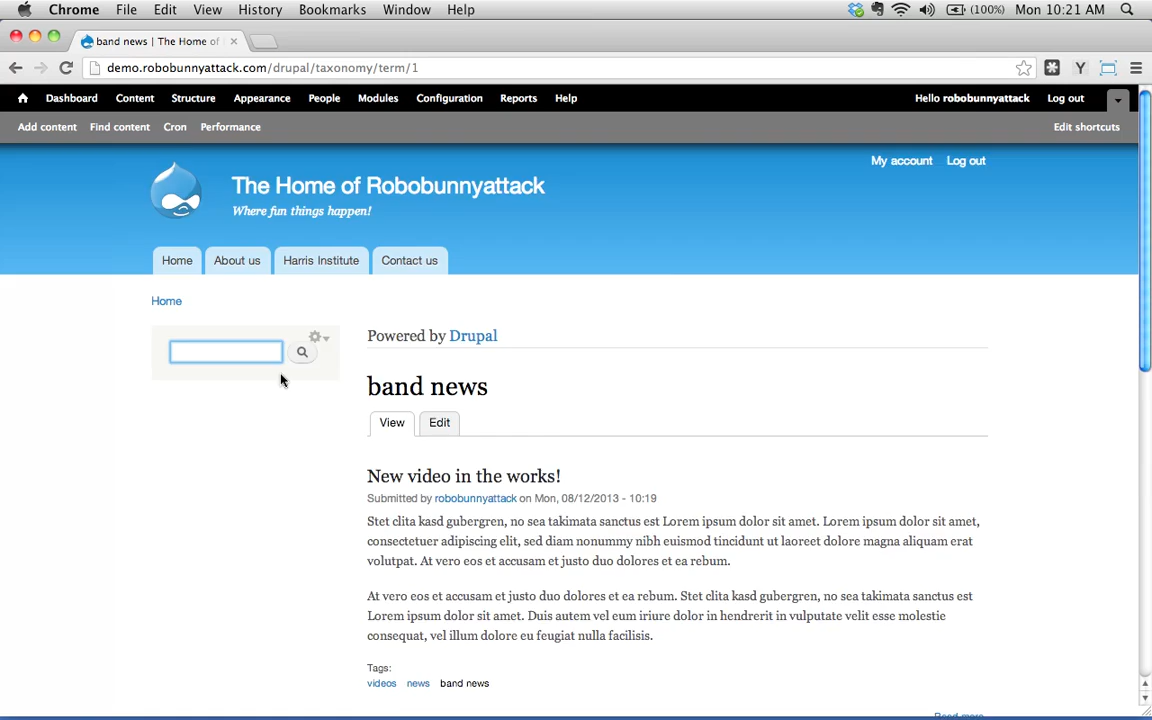 Chrome File Edit View History Bookmarks Window Help (100%) Mon 10:21 AM
band news | The Home of
demo.robobunnyattack.com/drupal/taxonomy/term/1
Dashboard Content Structure Appearance People Modules Configuration Reports Help Hello robobunnyattack Log out
Add content Find content Cron Performance Edit shortcuts
My account Log out
The Home of Robobunnyattack
Where fun things happen!
Home About us Harris Institute Contact us
Home
Powered by Drupal
band news
View Edit
New video in the works!
Submitted by robobunnyattack on Mon, 08/12/2013 - 10:19
Stet clita kasd gubergren, no sea takimata sanctus est Lorem ipsum dolor sit amet. Lorem ipsum dolor sit amet,
consectetuer adipiscing elit, sed diam nonummy nibh euismod tincidunt ut laoreet dolore magna aliquam erat
volutpat. At vero eos et accusam et justo duo dolores et ea rebum.
At vero eos et accusam et justo duo dolores et ea rebum. Stet clita kasd gubergren, no sea takimata sanctus est
Lorem ipsum dolor sit amet. Duis autem vel eum iriure dolor in hendrerit in vulputate velit esse molestie
consequat, vel illum dolore eu feugiat nulla facilisis.
Tags:
videos news band news
Read more